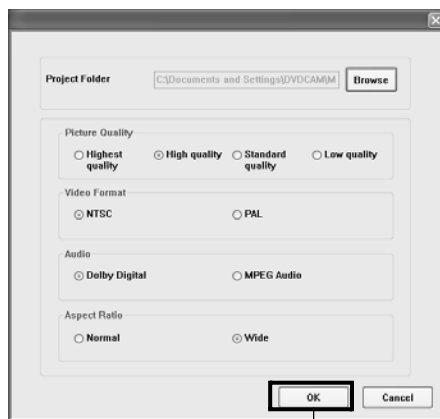 Project Folder C:\Documents and Settings\DVDCAM\M Browse
Picture Quality
Highest quality High quality Standard quality Low quality
Video Format
NTSC PAL
Audio
Dolby Digital MPEG Audio
Aspect Ratio
Normal Wide
OK Cancel